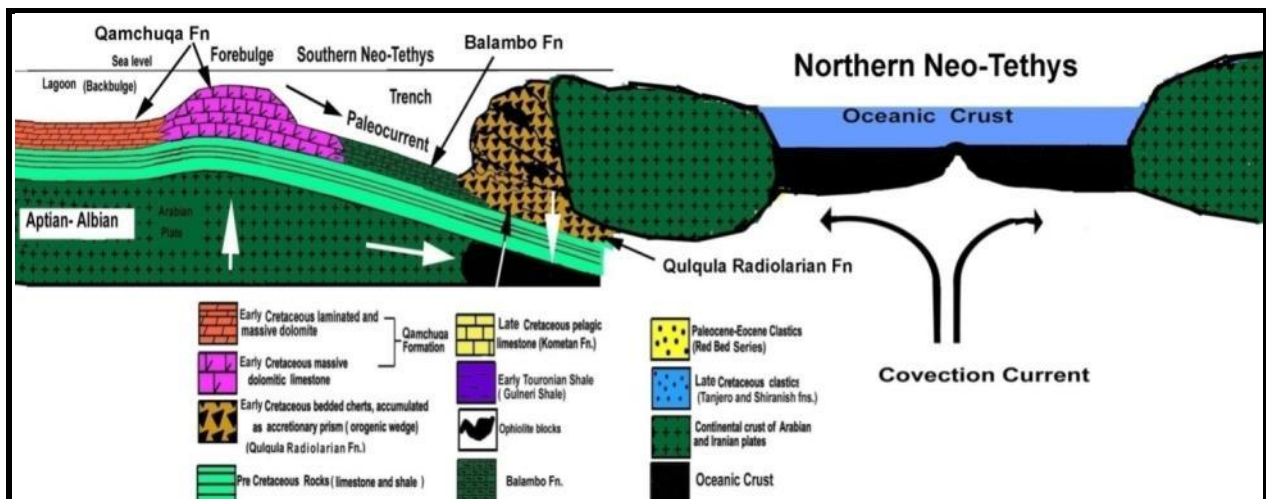 Qamchuqa Fn
Forebulge
Southern Neo-Tethys
Balambo Fn
Sea level
Lagoon (Backbulge)
Trench
Paleocurrent
Northern Neo-Tethys
Oceanic Crust
Aptian- Albian
Arabian
Plate
Qulqula Radiolarian Fn
Covection Current
Early Cretaceous laminated and
massive dolomite
Qamchuqa
Formation
Early Cretaceous massive
dolomitic limestone
Early Cretaceous bedded cherts, accumulated
as accretionary prism ( orogenic wedge)
(Qulqula Radiolarian Fn.)
Pre Cretaceous Rocks ( limestone and shale )
Late Cretaceous pelagic
limestone (Kometan Fn.)
Early Touronian Shale
( Gulneri Shale)
Ophiolite blocks
Balambo Fn.
Paleocene-Eocene Clastics
(Red Bed Series)
Late Cretaceous clastics
(Tanjero and Shiranish fns.)
Continental crust of Arabian
and Iranian plates
Oceanic Crust